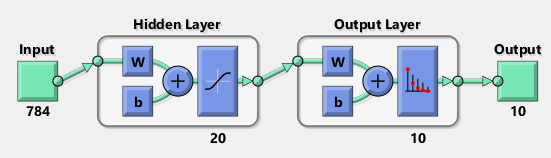 Hidden Layer
Output Layer
Input
Output
W
W
+
+
b
b
784
10
20
10